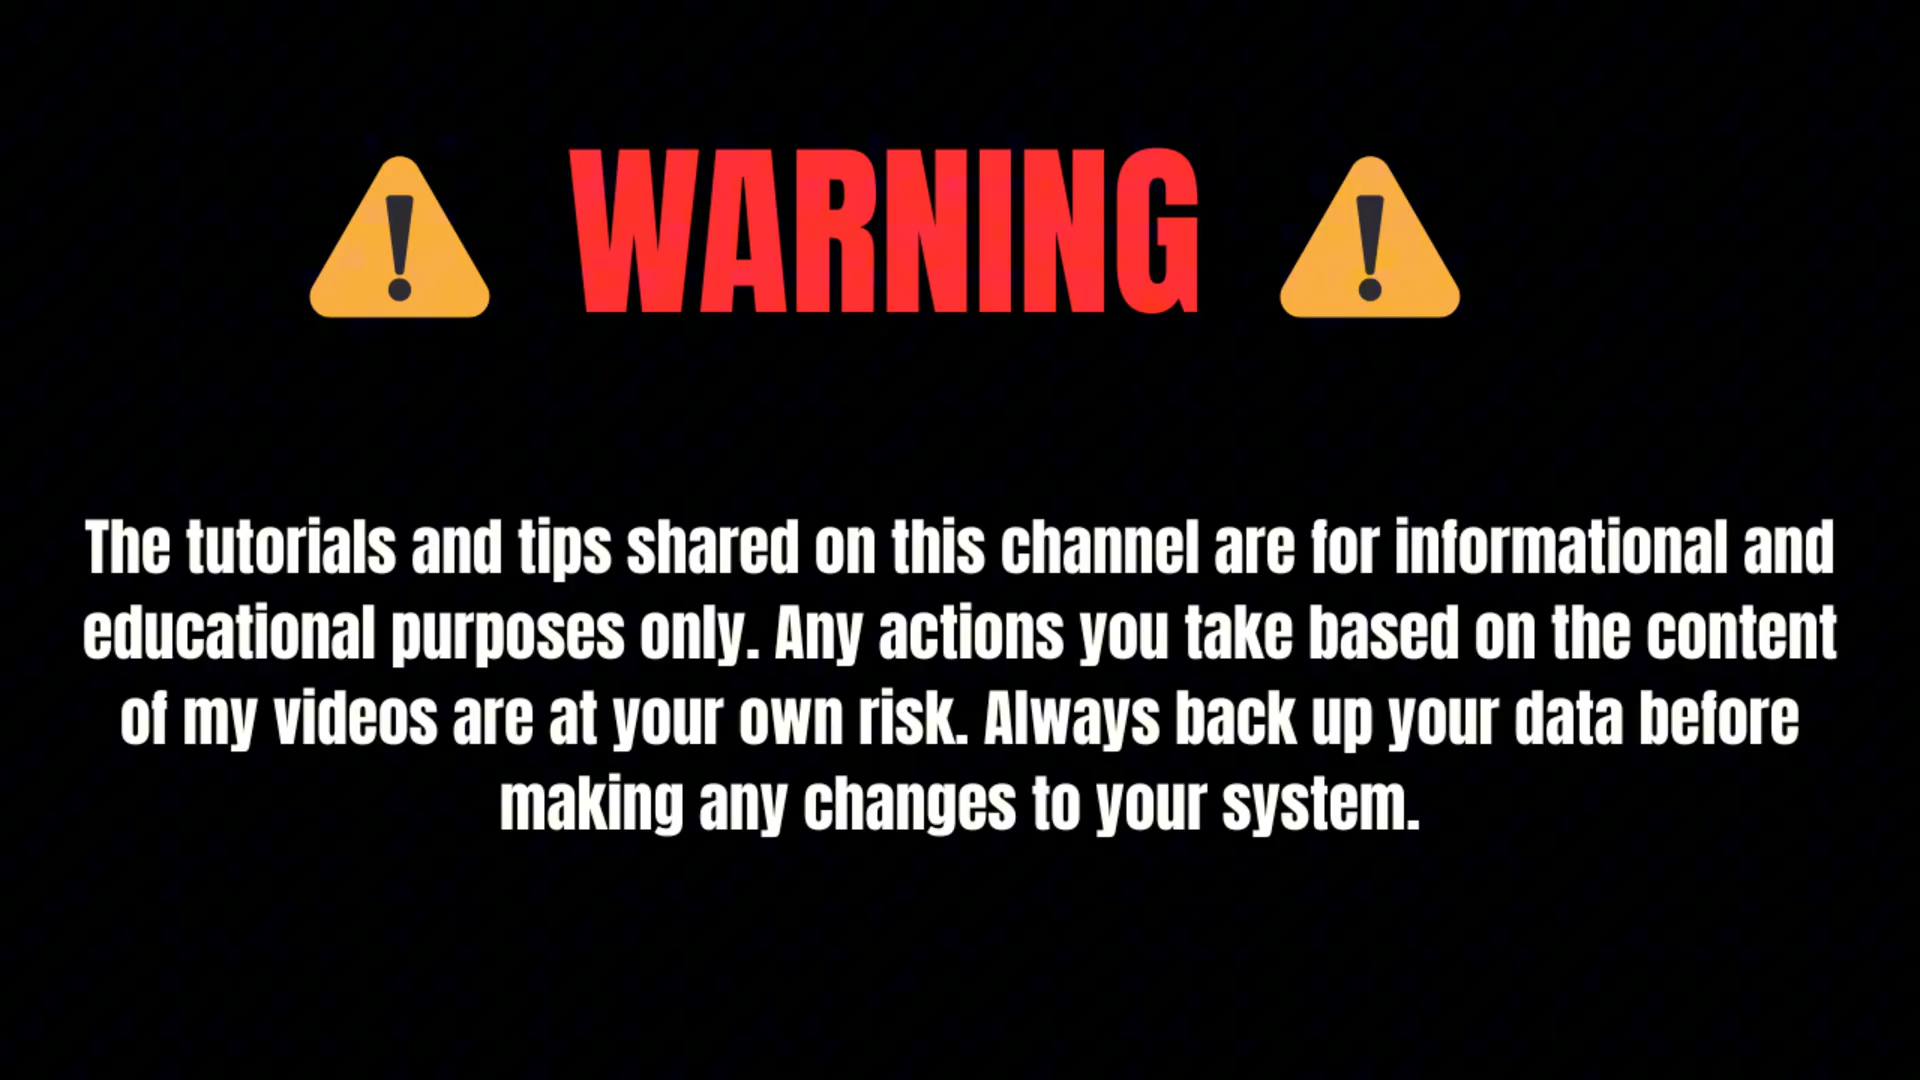 WARNING
The tutorials and tips shared on this channel are for informational and
educational purposes only. Any actions you take based on the content
of my videos are at your own risk. Always back up your data before
making any changes to your system.